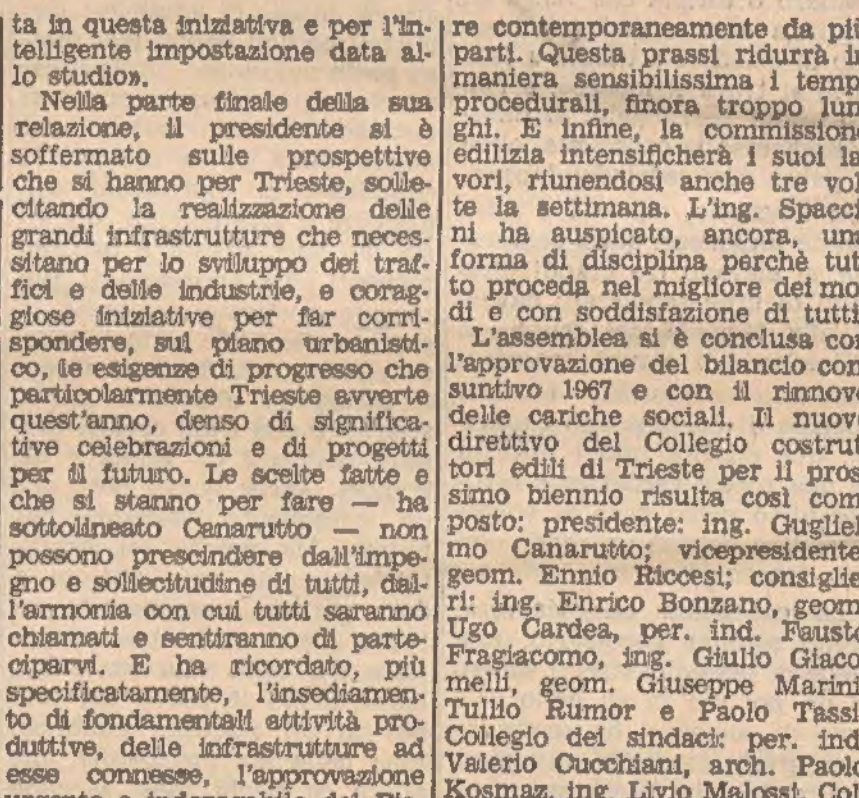 ta in questa iniziativa e per l'in-
telligente impostazione data al-
lo studio».
Nella parte finale della sua
relazione, il presidente si è
soffermato sulle prospettive
che si hanno per Trieste, solle-
citando la realizzazione delle
grandi infrastrutture che neces-
sitano per lo sviluppo dei traf-
fici e delle industrie, e corag-
giose iniziative per far corri-
spondere, sul piano urbanisti-
co, le esigenze di progresso che
particolarmente Trieste avverte
quest'anno, denso di significa-
tive celebrazioni e di progetti
per il futuro. Le scelte fatte e
che si stanno per fare — ha
sottolineato Canarutto — non
possono prescindere dall'impe-
gno e sollecitudine di tutti, dal-
l'armonia con cui tutti saranno
chiamati e sentiranno di parte-
ciparvi. E ha ricordato, più
specificatamente, l'insediamen-
to di fondamentali attività pro-
duttive, delle infrastrutture ad
esse connesse, l'approvazione
re contemporaneamente da più
parti. Questa prassi ridurrà in
maniera sensibilissima i temp
procedurali, finora troppo lun
ghi. E infine, la commission
edilizia intensificherà i suoi la
vori, riunendosi anche tre vol
te la settimana. L'ing. Spacci
ni ha auspicato, ancora, una
forma di disciplina perchè tut
to proceda nel migliore dei mo
di e con soddisfazione di tutti
L'assemblea si è conclusa con
l'approvazione del bilancio con
suntivo 1967 e con il rinnovo
delle cariche sociali. Il nuovo
direttivo del Collegio costrut
tori edili di Trieste per il pros
simo biennio risulta così com
posto: presidente: ing. Gugliel
mo Canarutto; vicepresidente
geom. Ennio Riccesi; consiglie
ri: ing. Enrico Bonzano, geom
Ugo Cardea, per. ind. Fausto
Fragiacomo, ing. Giulio Giaco
melli, geom. Giuseppe Marini
Tullio Rumor e Paolo Tassi
Collegio dei sindaci: per. ind
Valerio Cucchiani, arch. Paolo
Kosmaz, ing. Livio Malossi. Col